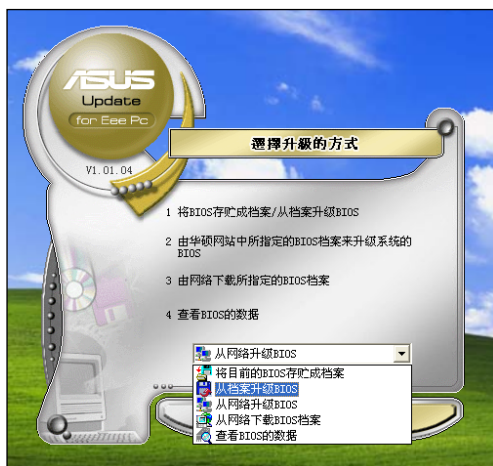 ASUS
Update
for Eee Pc
V1.01.04
選擇升級的方式
1 将BIOS存贮成档案/从档案升级BIOS
2 由华硕网站中所指定的BIOS档案来升级系统的
BIOS
3 由网络下载所指定的BIOS档案
4 查看BIOS的数据
从网络升级BIOS
将目前的BIOS存贮成档案
从档案升级BIOS
从网络升级BIOS
从网络下载BIOS档案
查看BIOS的数据